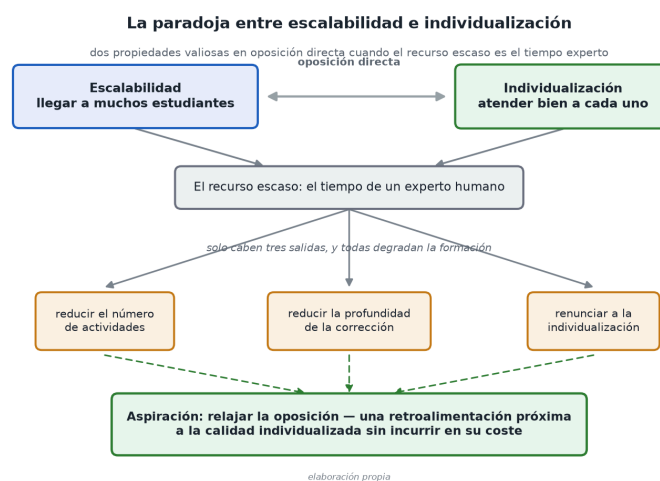 La paradoja entre escalabilidad e individualización
dos propiedades valiosas en oposición directa cuando el recurso escaso es el tiempo experto
oposición directa
Escalabilidad
llegar a muchos estudiantes
Individualización
atender bien a cada uno
El recurso escaso: el tiempo de un experto humano
solo caben tres salidas, y todas degradan la formación
reducir el número
de actividades
reducir la profundidad
de la corrección
renunciar a la
individualización
Aspiración: relajar la oposición — una retroalimentación próxima
a la calidad individualizada sin incurrir en su coste
elaboración propia